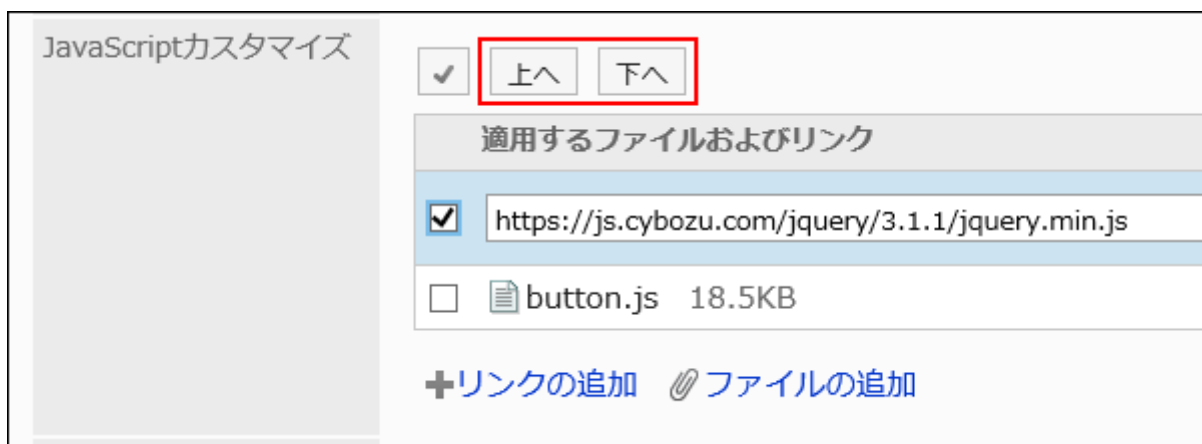 JavaScriptカスタマイズ
上へ 下へ
適用するファイルおよびリンク
https://js.cybozu.com/jquery/3.1.1/jquery.min.js
button.js 18.5KB
リンクの追加 ファイルの追加